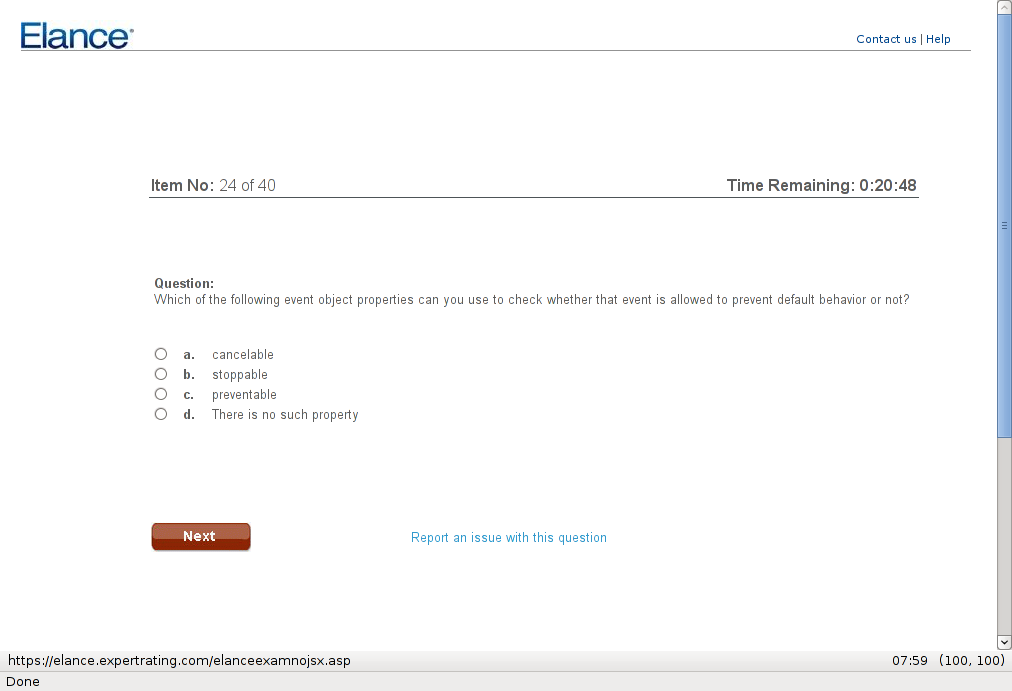 Elance
Contact us | Help
Item No: 24 of 40
Time Remaining: 0:20:48
Question:
Which of the following event object properties can you use to check whether that event is allowed to prevent default behavior or not?
a. cancelable
b. stoppable
c. preventable
d. There is no such property
Next
Report an issue with this question
https://elance.expertrating.com/elanceexamnojsx.asp
07:59 (100, 100)
Done